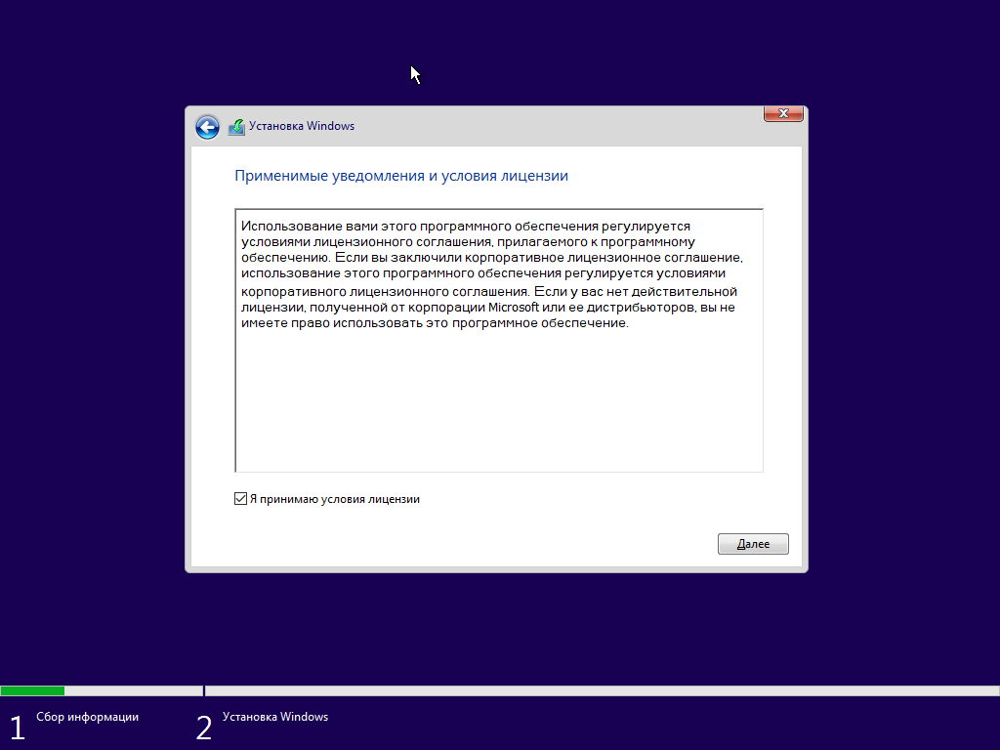 Установка Windows
Применимые уведомления и условия лицензии
Использование вами этого программного обеспечения регулируется
условиями лицензионного соглашения, прилагаемого к программному
обеспечению. Если вы заключили корпоративное лицензионное соглашение,
использование этого программного обеспечения регулируется условиями
корпоративного лицензионного соглашения. Если у вас нет действительной
лицензии, полученной от корпорации Microsoft или ее дистрибьюторов, вы не
имеете право использовать это программное обеспечение.
Я принимаю условия лицензии
Далее
1 Сбор информации
2 Установка Windows